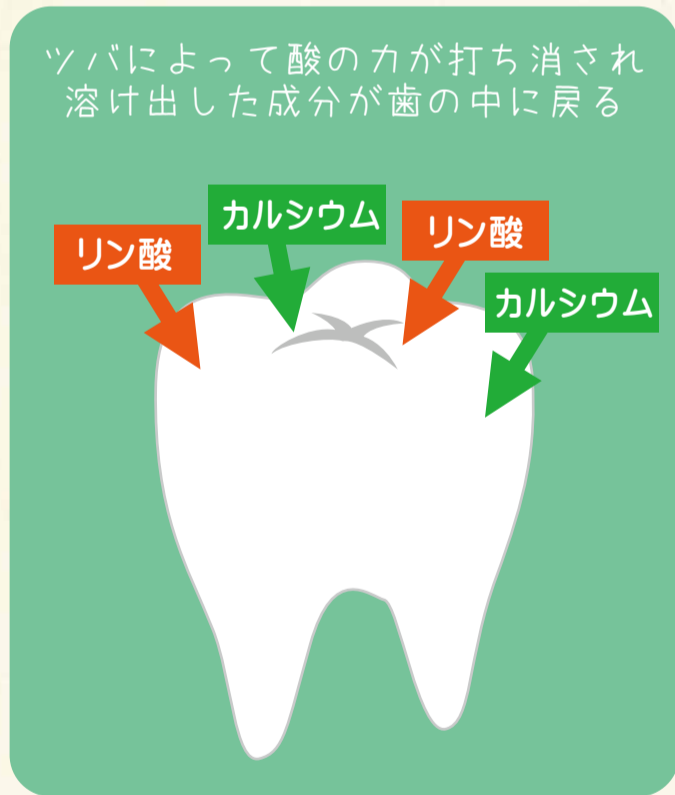 ツバによって酸の力が打ち消され
溶け出した成分が歯の中に戻る
カルシウム
リン酸
リン酸
カルシウム